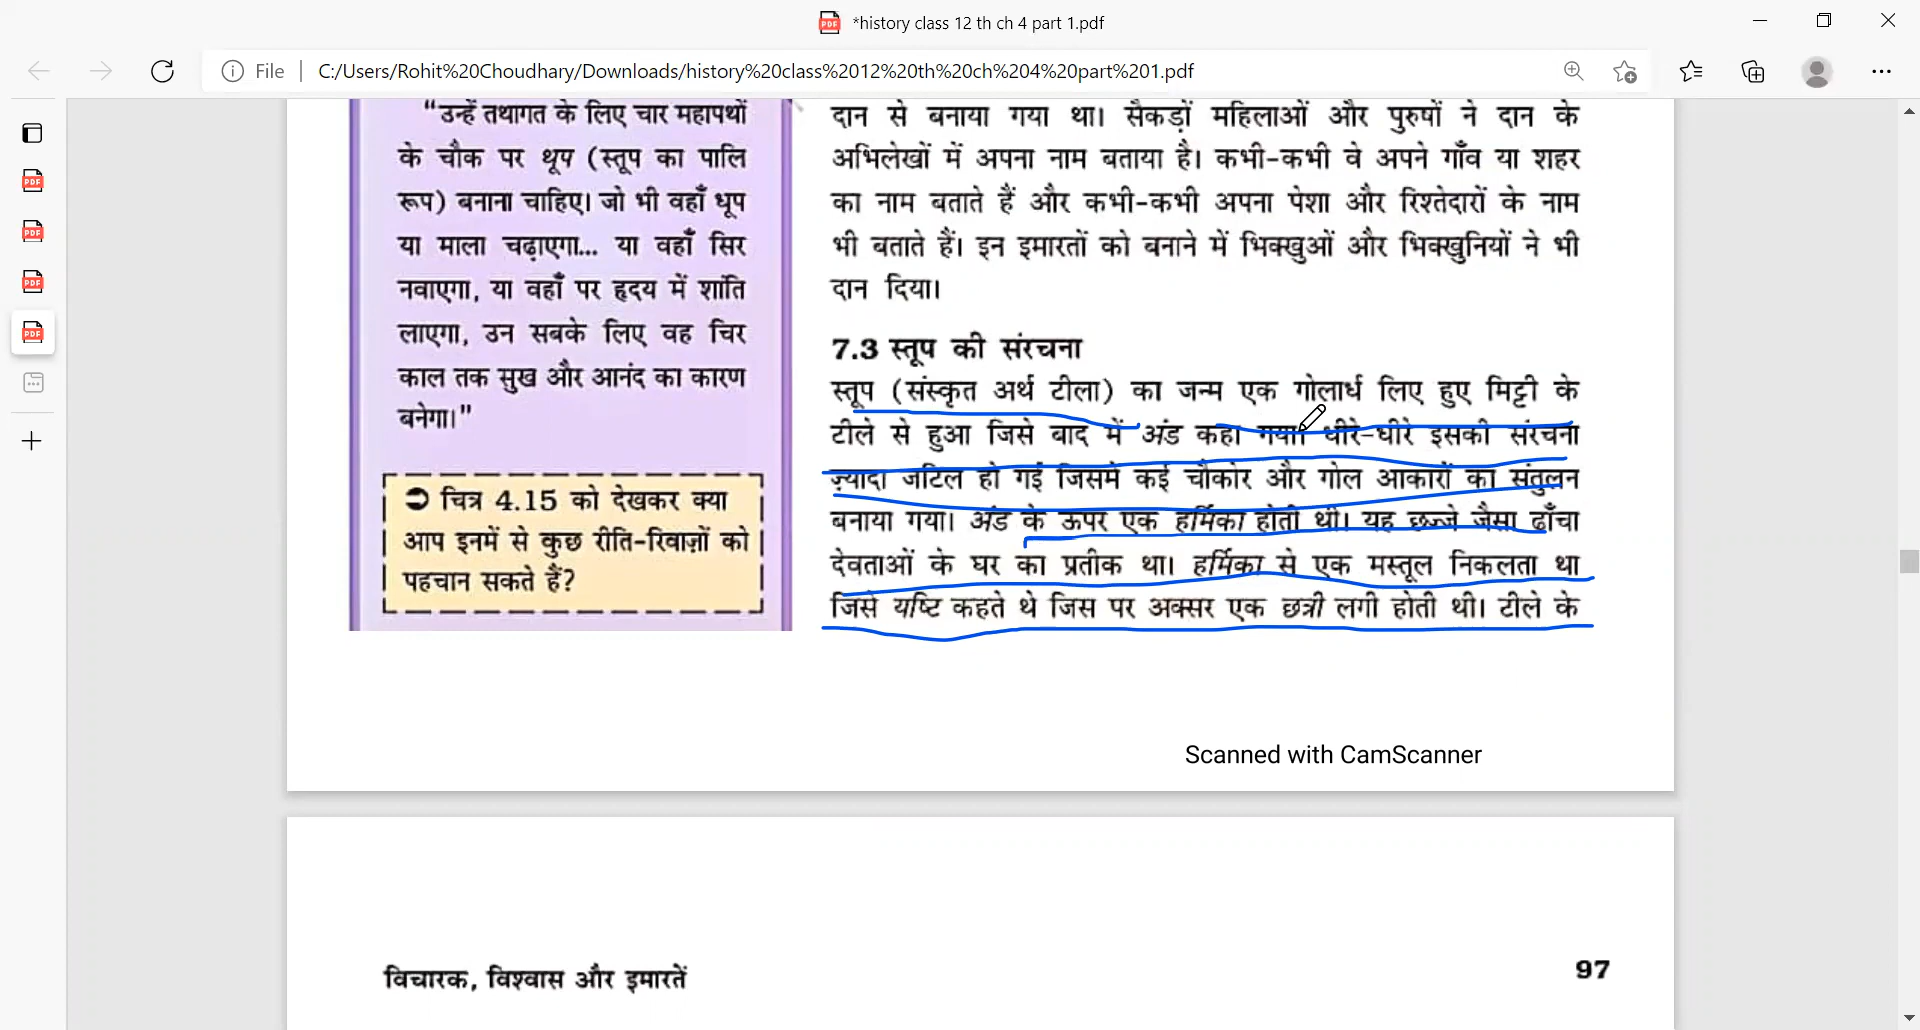 *history class 12 th ch 4 part 1.pdf
File
C:/Users/Rohit%20Choudhary/Downloads/history%20class%2012%20th%20ch%204%20part%201.pdf
“उन्हें तथागत के लिए चार महापथों
के चौक पर थूप (स्तूप का पालि
रूप) बनाना चाहिए। जो भी वहाँ धूप
या माला चढ़ाएगा... या वहाँ सिर
नवाएगा, या वहाँ पर हृदय में शांति
लाएगा, उन सबके लिए वह चिर
काल तक सुख और आनंद का कारण
बनेगा।”
चित्र 4.15 को देखकर क्या
आप इनमें से कुछ रीति-रिवाज़ों को
पहचान सकते हैं?
दान से बनाया गया था। सैकड़ों महिलाओं और पुरुषों ने दान के
अभिलेखों में अपना नाम बताया है। कभी-कभी वे अपने गाँव या शहर
का नाम बताते हैं और कभी-कभी अपना पेशा और रिश्तेदारों के नाम
भी बताते हैं। इन इमारतों को बनाने में भिक्खुओं और भिक्खुनियों ने भी
दान दिया।
7.3 स्तूप की संरचना
स्तूप (संस्कृत अर्थ टीला) का जन्म एक गोलार्ध लिए हुए मिट्टी के
टीले से हुआ जिसे बाद में अंड कहा गया। धीरे-धीरे इसकी संरचना
ज़्यादा जटिल हो गई जिसमें कई चौकोर और गोल आकारों का संतुलन
बनाया गया। अंड के ऊपर एक हर्मिका होती थी। यह छज्जे जैसा ढाँचा
देवताओं के घर का प्रतीक था। हर्मिका से एक मस्तूल निकलता था
जिसे यष्टि कहते थे जिस पर अक्सर एक छत्री लगी होती थी। टीले के
Scanned with CamScanner
विचारक, विश्वास और इमारतें
97
PDF
PDF
PDF
PDF
PDF